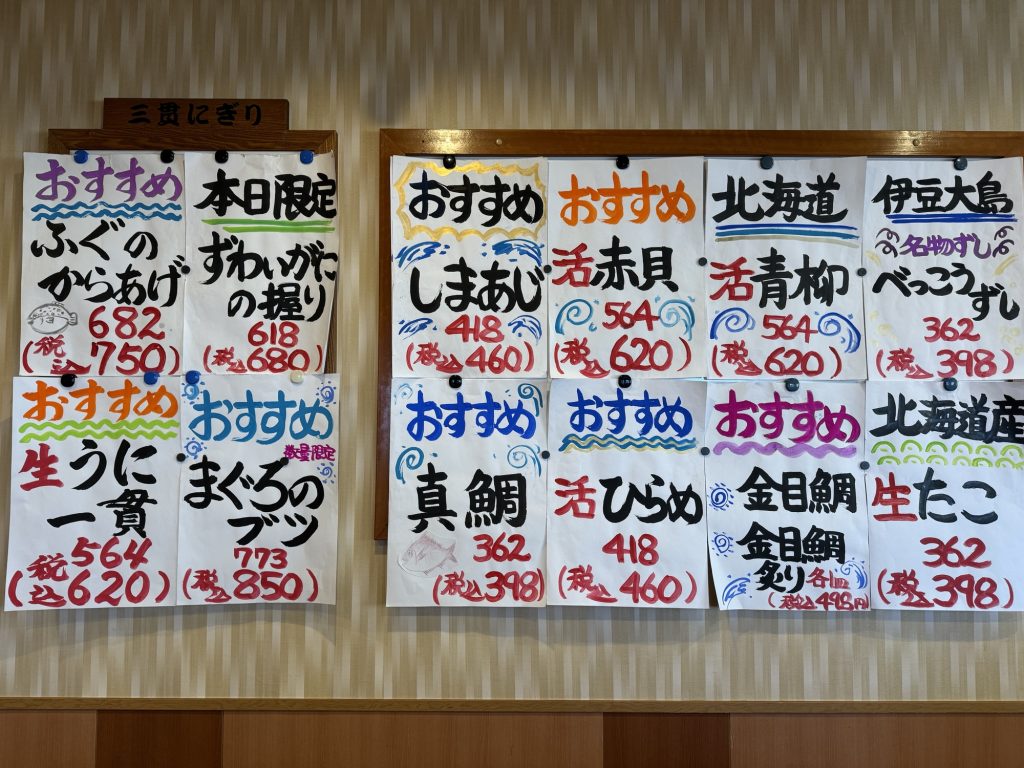 三貫にぎり
おすすめ
ふぐの
からあげ
682
(税込750)
本日限定
ずわいがに
の握り
618
(税込680)
おすすめ
生うに
一貫
564
(税込620)
おすすめ
数量限定
まぐろの
ブツ
773
(税込850)
おすすめ
しまあじ
418
(税込460)
おすすめ
活赤貝
564
(税込620)
北海道
活青柳
564
(税込620)
伊豆大島
名物ずし
べっこうずし
362
(税込398)
おすすめ
真鯛
362
(税込398)
おすすめ
活ひらめ
418
(税込460)
おすすめ
金目鯛
金目鯛
炙り各1皿
(税込498円)
北海道産
生たこ
362
(税込398)